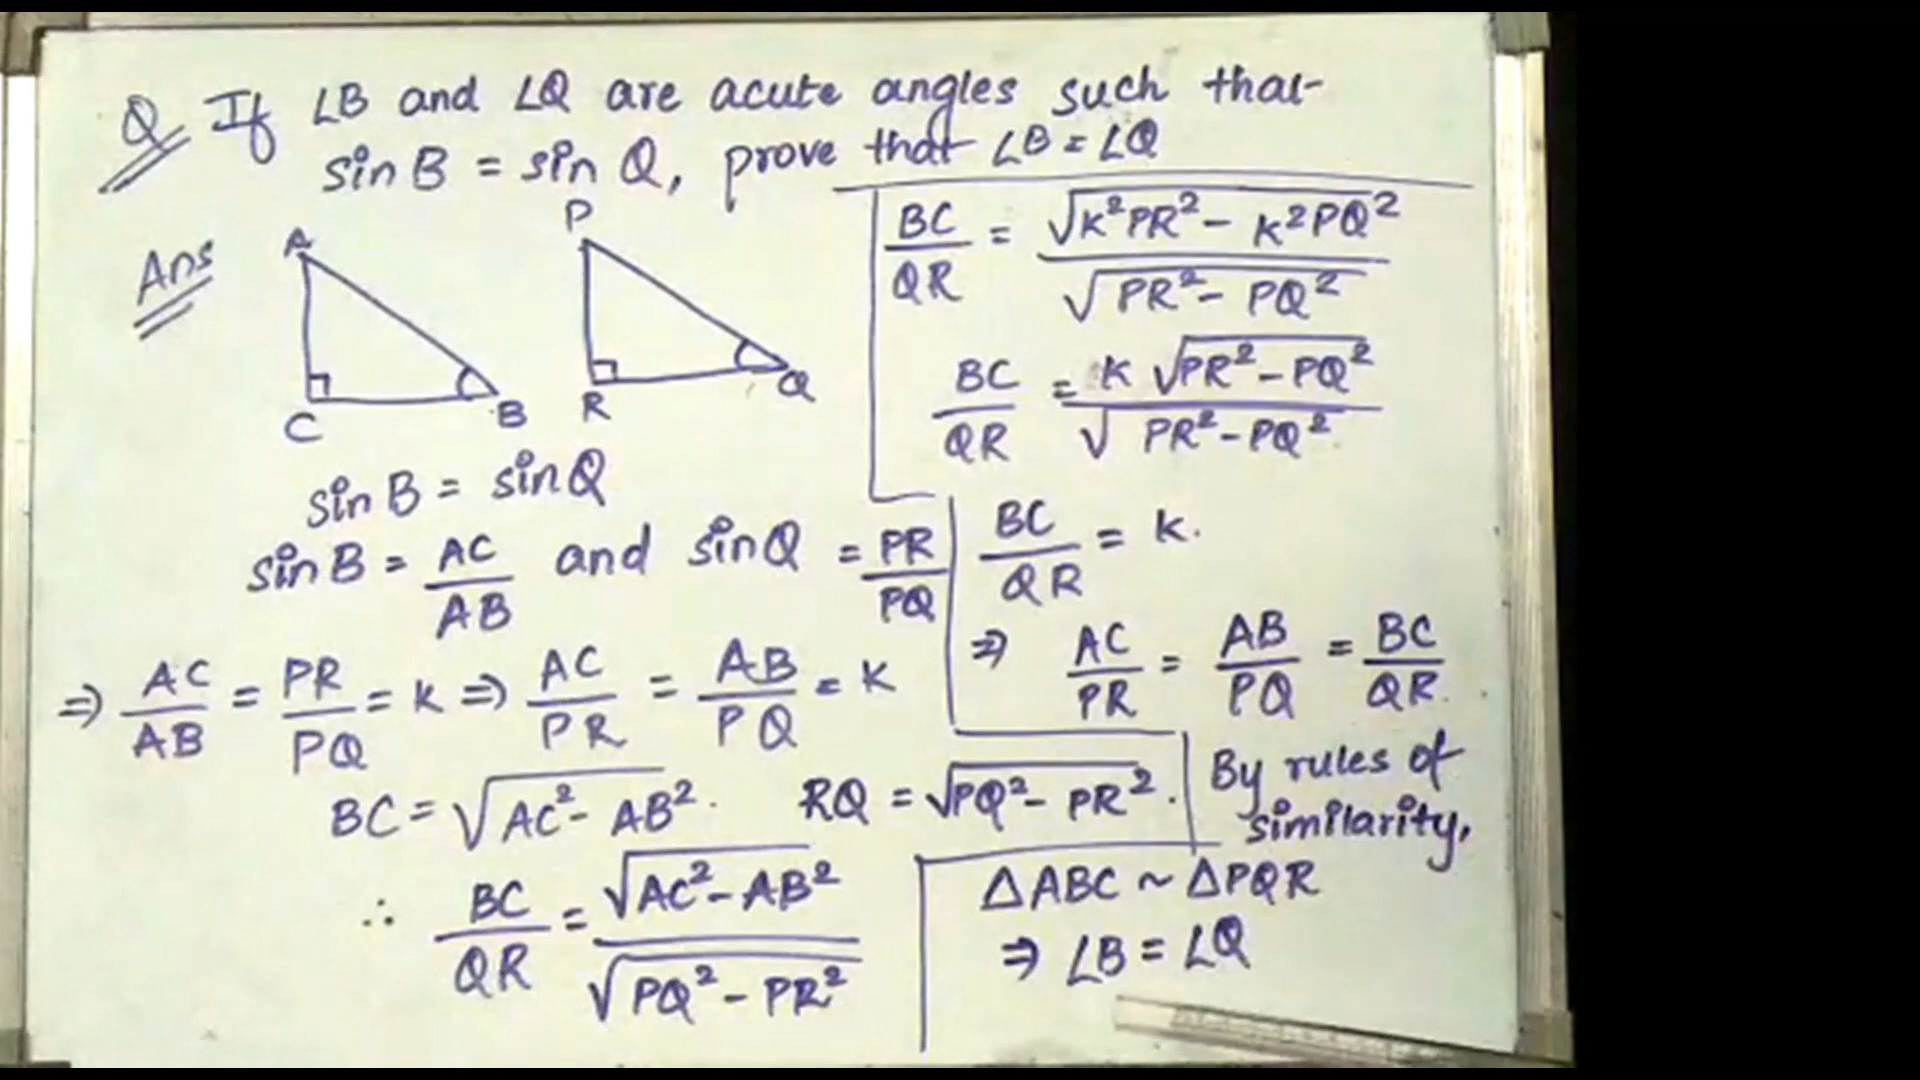 Q If ∠B and ∠Q are acute angles such that
sin B = sin Q, prove that ∠B = ∠Q
Ans
A
C
B
P
R
Q
sin B = sin Q
sin B = AC/AB and sin Q = PR/PQ
⇒ AC/AB = PR/PQ = K ⇒ AC/PR = AB/PQ = K
BC = √(AC² - AB²). RQ = √(PQ² - PR²).
∴ BC/QR = √(AC² - AB²)/√(PQ² - PR²)
BC/QR = √(K²PR² - K²PQ²)/√(PR² - PQ²)
BC/QR = K √(PR² - PQ²)/√(PR² - PQ²)
BC/QR = K.
⇒ AC/PR = AB/PQ = BC/QR.
By rules of
similarity,
△ABC ~ △PQR
⇒ ∠B = ∠Q